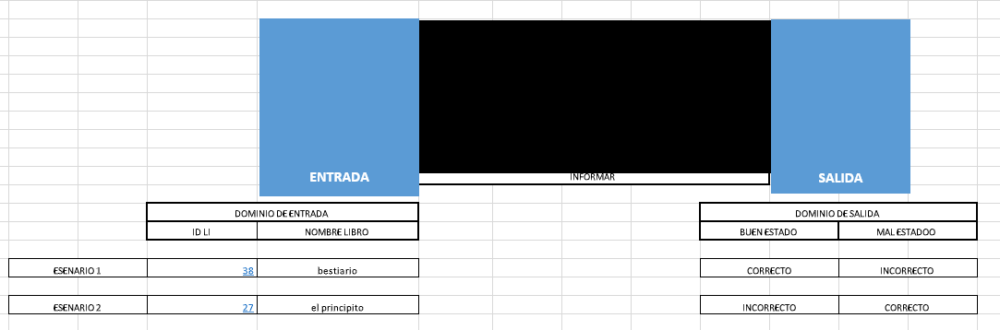 ENTRADA INFORMAR SALIDA
DOMINIO DE ENTRADA DOMINIO DE SALIDA
ID LI NOMBRE LIBRO BUEN ESTADO MAL ESTADOO
ESENARIO 1 38 bestiario CORRECTO INCORRECTO
ESENARIO 2 27 el principito INCORRECTO CORRECTO